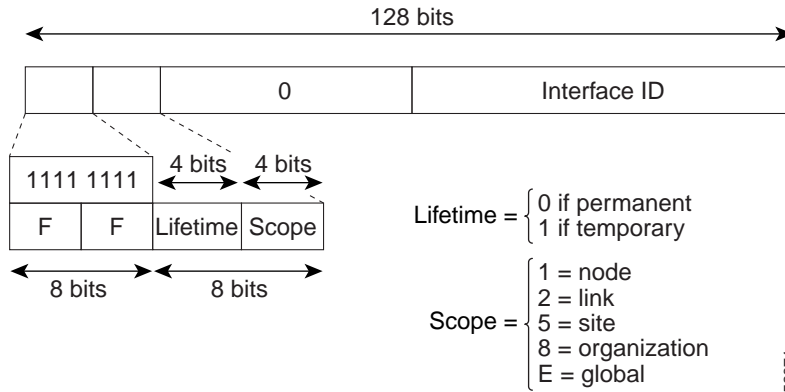 128 bits
0 Interface ID
4 bits 4 bits
1111 1111
F F Lifetime Scope
8 bits 8 bits
Lifetime = 0 if permanent
1 if temporary
Scope = 1 = node
2 = link
5 = site
8 = organization
E = global